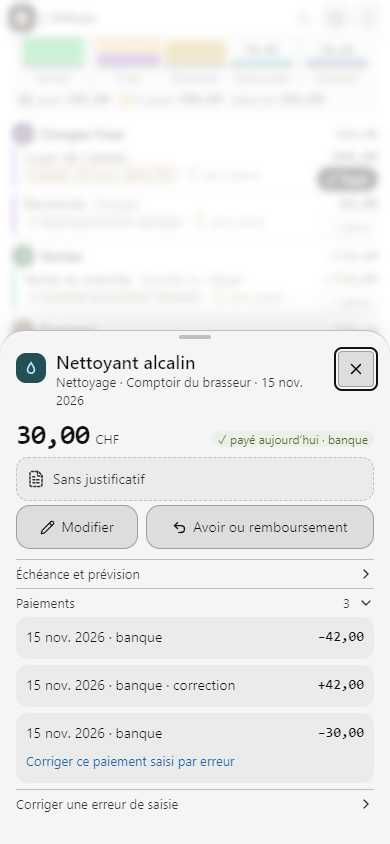 Charges fixes
Nettoyant alcalin
Nettoyage · Comptoir du brasseur · 15 nov.
2026
30,00 CHF
✓ payé aujourd'hui · banque
Sans justificatif
Modifier
Avoir ou remboursement
Échéance et prévision
Paiements 3
15 nov. 2026 · banque −42,00
15 nov. 2026 · banque · correction +42,00
15 nov. 2026 · banque −30,00
Corriger ce paiement saisi par erreur
Corriger une erreur de saisie